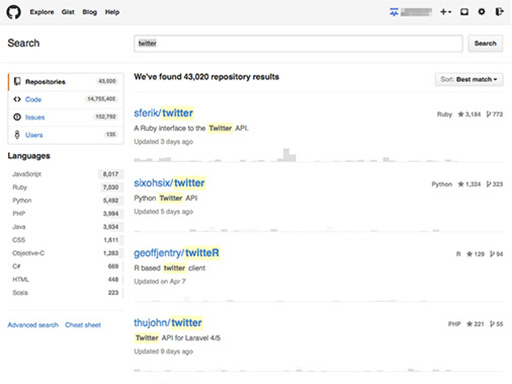 Explore Gist Blog Help
Search
twitter
Search
Repositories 43,020
Code 14,755,405
Issues 152,792
Users 135
Languages
JavaScript 8,017
Ruby 7,030
Python 5,492
PHP 3,994
Java 3,934
CSS 1,611
Objective-C 1,283
C# 669
HTML 448
Scala 223
Advanced search Cheat sheet
We've found 43,020 repository results
Sort: Best match
sferik/twitter
Ruby 3,184 772
A Ruby interface to the Twitter API.
Updated 3 days ago
sixohsix/twitter
Python 1,324 323
Python Twitter API
Updated 5 days ago
geoffjentry/twitteR
R 129 94
R based twitter client
Updated on Apr 7
thujohn/twitter
PHP 221 55
Twitter API for Laravel 4/5
Updated 9 days ago